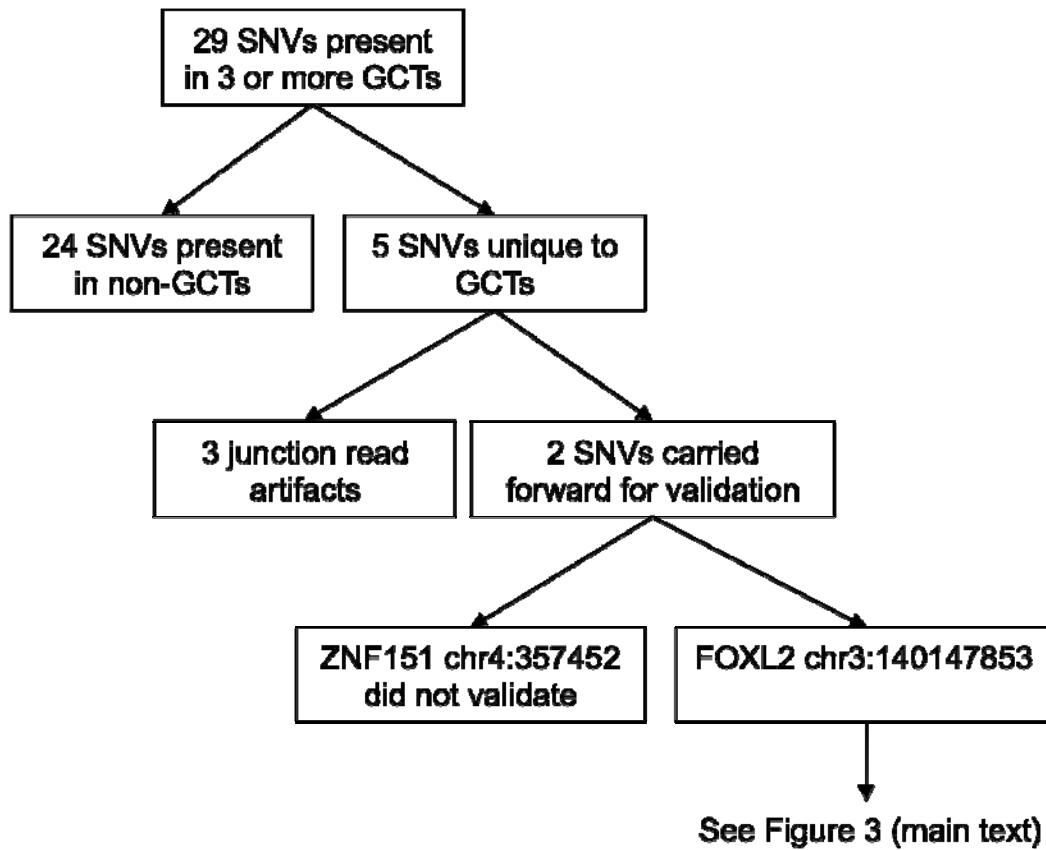 29 SNVs present
in 3 or more GCTs
24 SNVs present
in non-GCTs
5 SNVs unique to
GCTs
3 junction read
artifacts
2 SNVs carried
forward for validation
ZNF151 chr4:357452
did not validate
FOXL2 chr3:140147853
See Figure 3 (main text)